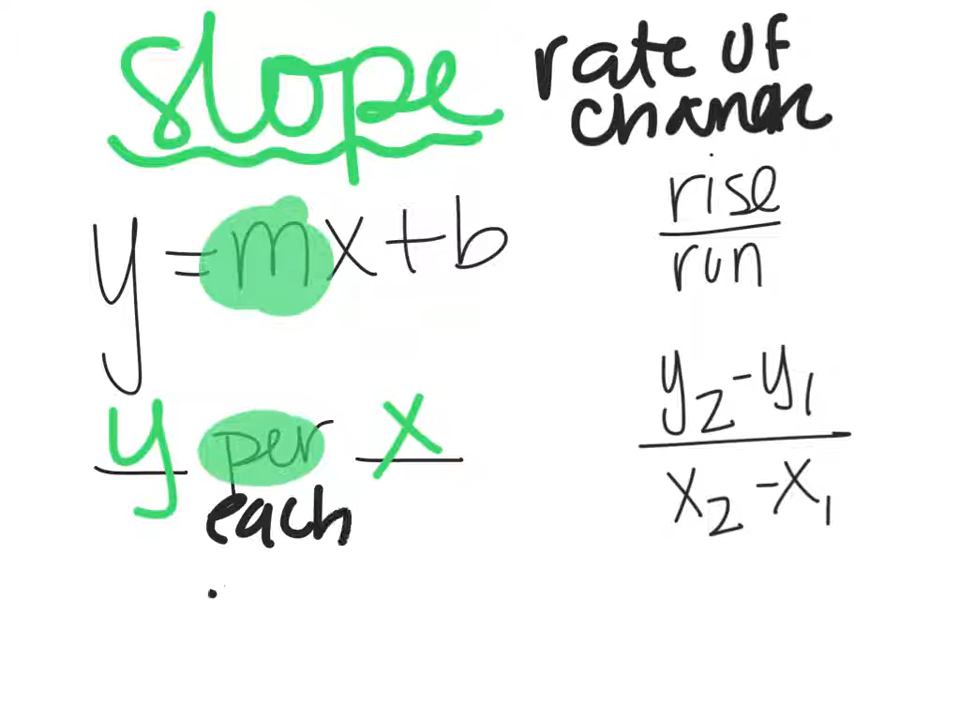 slope
rate of
change
y = mx + b
rise
run
y per x
each
y₂ - y₁
x₂ - x₁